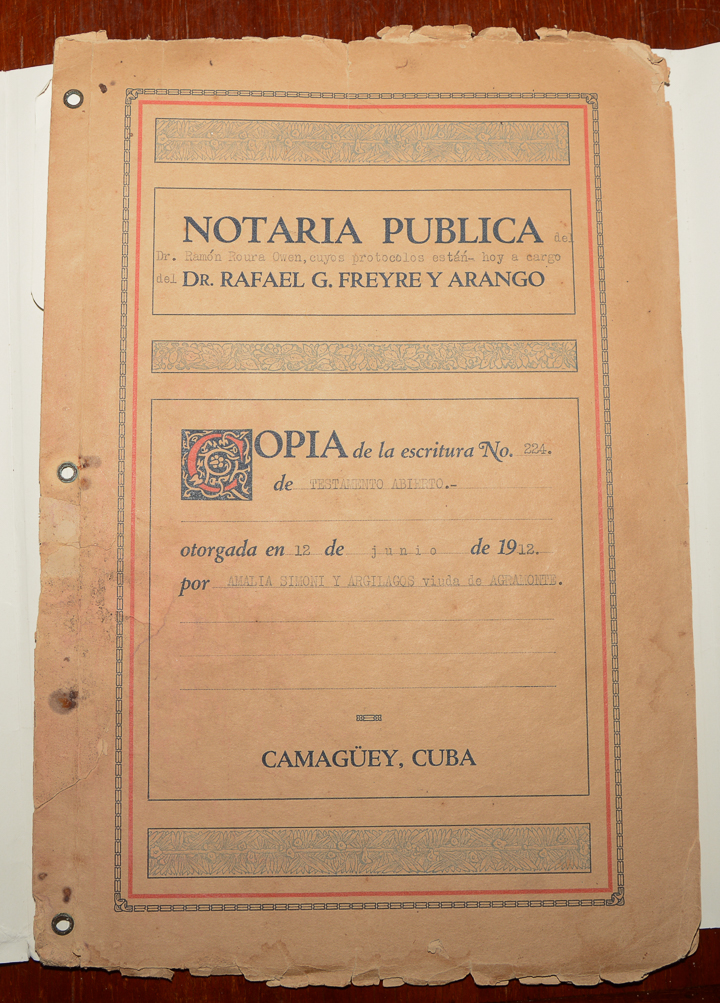 NOTARIA PUBLICA del
Dr. Ramón Roura Owen, cuyos protocolos están- hoy a cargo
del DR. RAFAEL G. FREYRE Y ARANGO
COPIA de la escritura No. 224.
de TESTAMENTO ABIERTO.-
otorgada en 12 de junio de 1912.
por AMALIA SIMONI Y ARGILAGOS viuda de AGRAMONTE.
CAMAGÜEY, CUBA